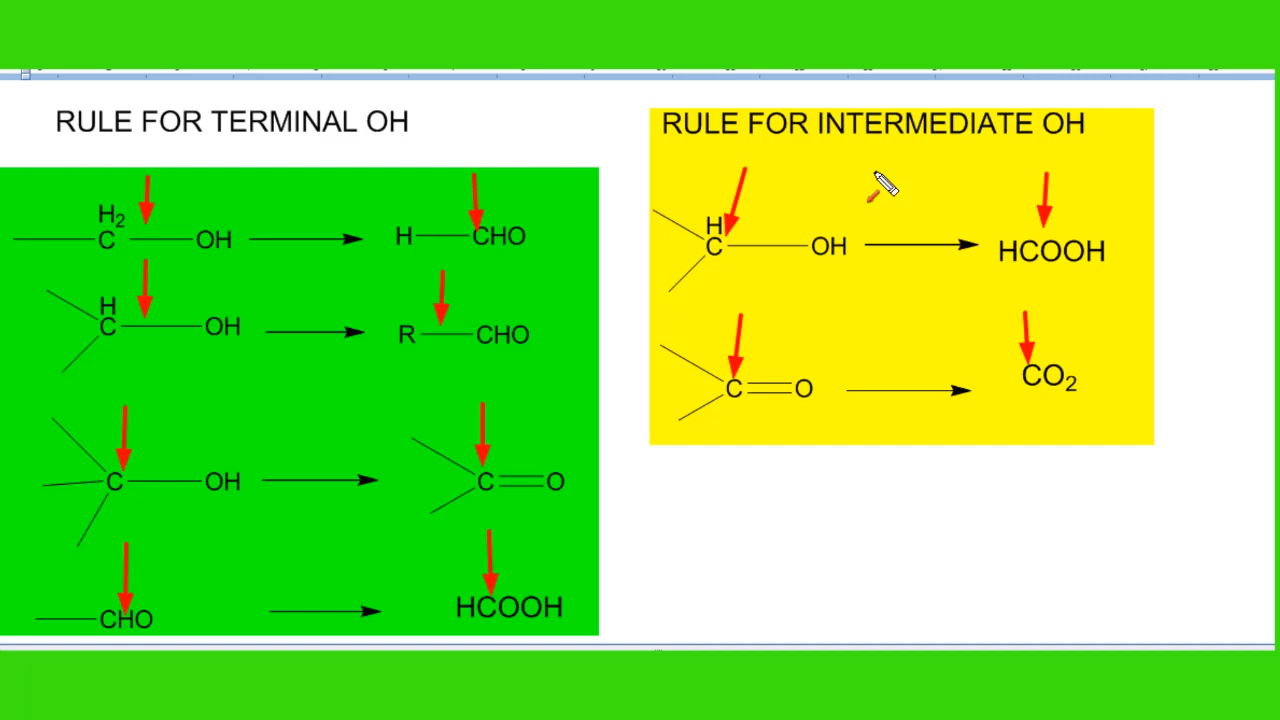 RULE FOR TERMINAL OH
H2
C OH H CHO
H
C OH R CHO
C OH C O
CHO HCOOH
RULE FOR INTERMEDIATE OH
H
C OH HCOOH
C O CO2